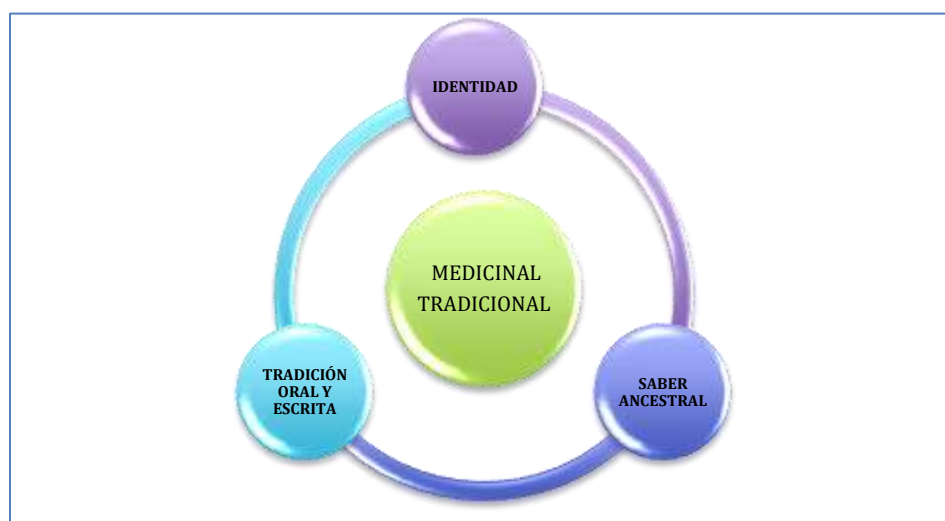 IDENTIDAD
MEDICINAL
TRADICIONAL
TRADICIÓN
ORAL Y
ESCRITA
SABER
ANCESTRAL